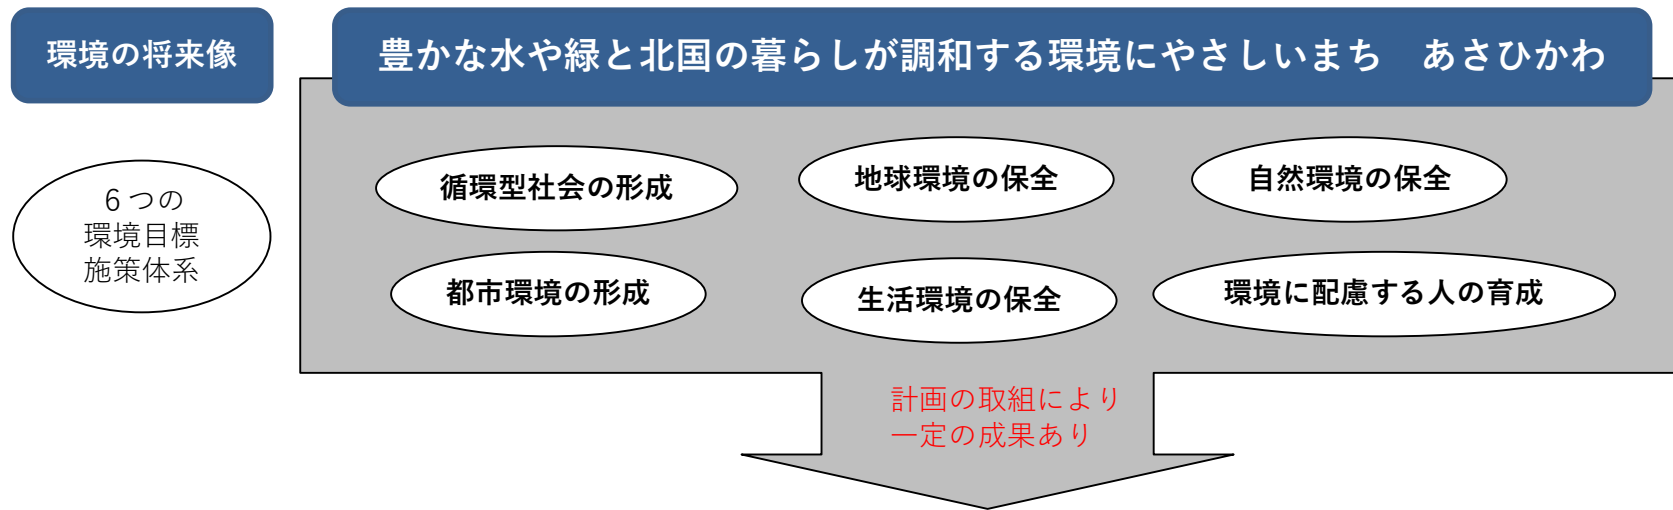 環境の将来像
豊かな水や緑と北国の暮らしが調和する環境にやさしいまち　あさひかわ
6つの
環境目標
施策体系
循環型社会の形成
地球環境の保全
自然環境の保全
都市環境の形成
生活環境の保全
環境に配慮する人の育成
計画の取組により
一定の成果あり